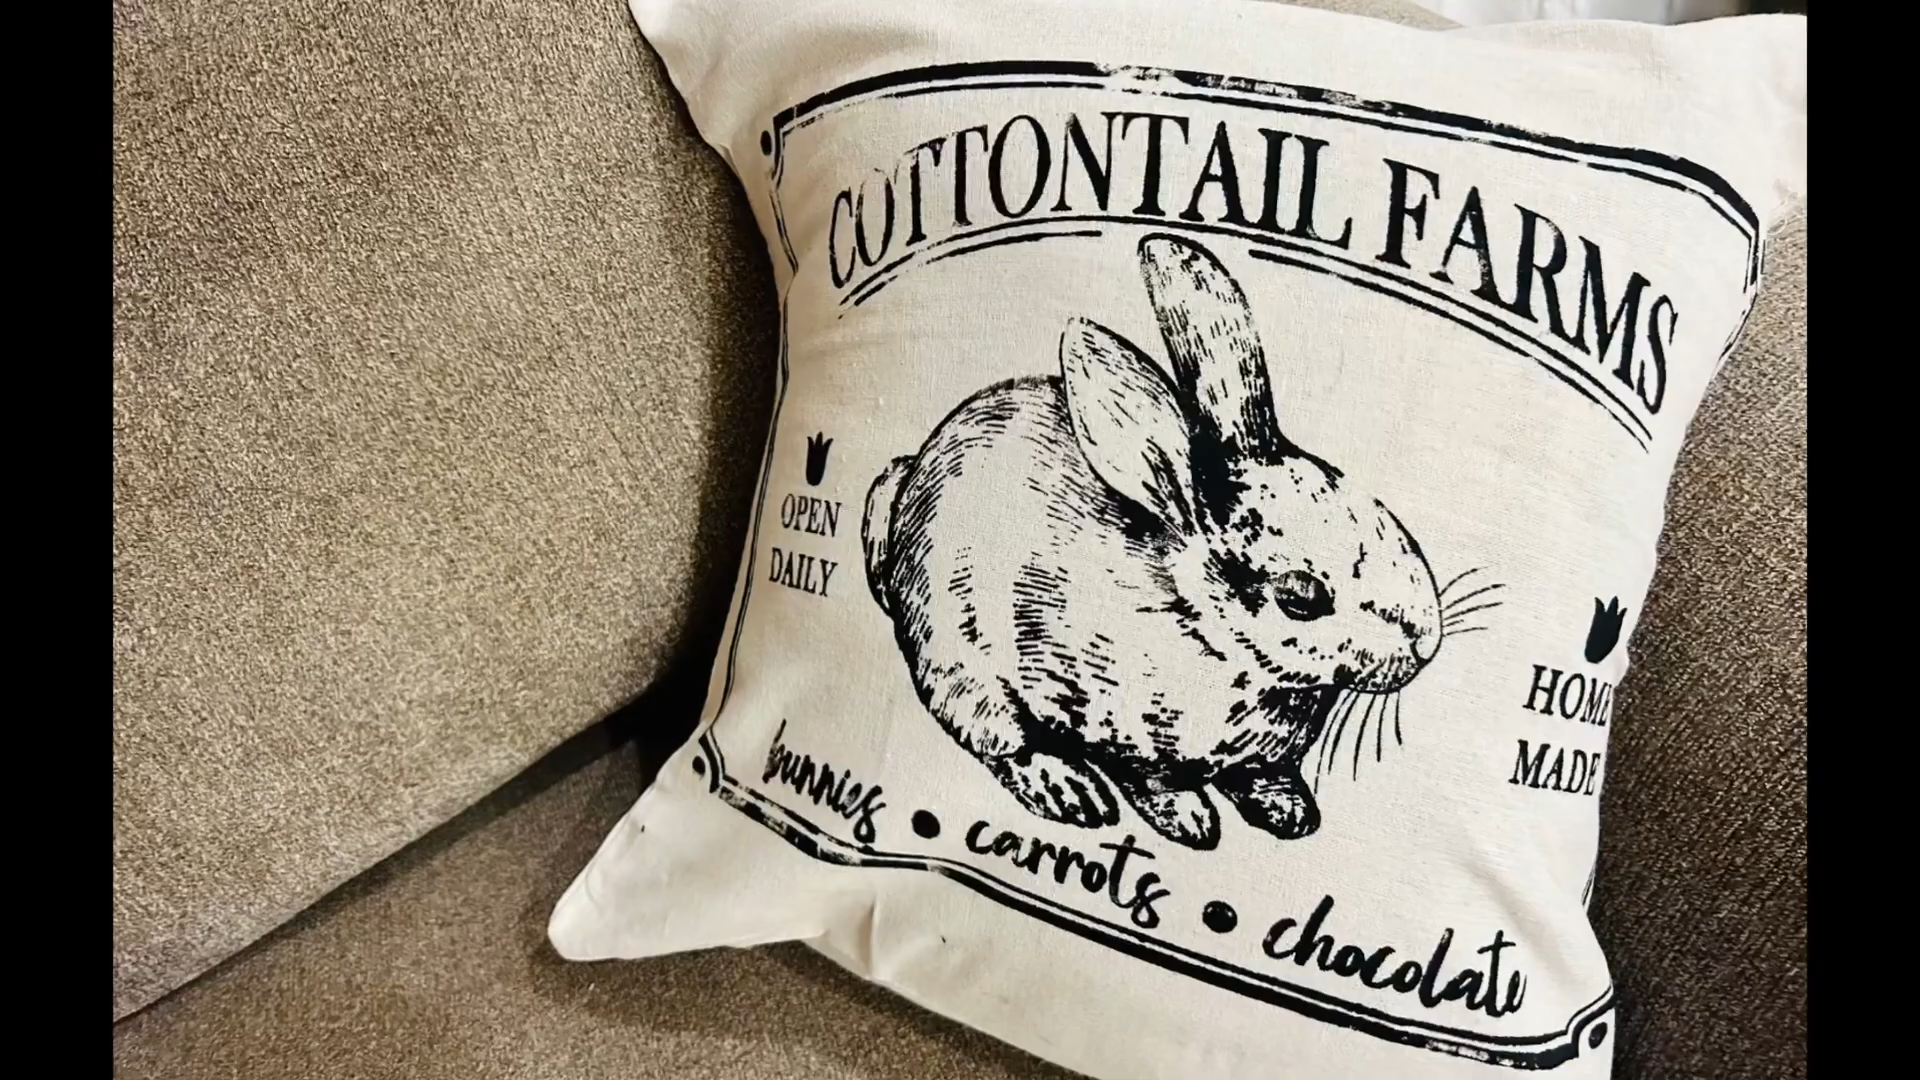 COTTONTAIL FARMS
OPEN
DAILY
HOME
MADE
bunnies • carrots • chocolate